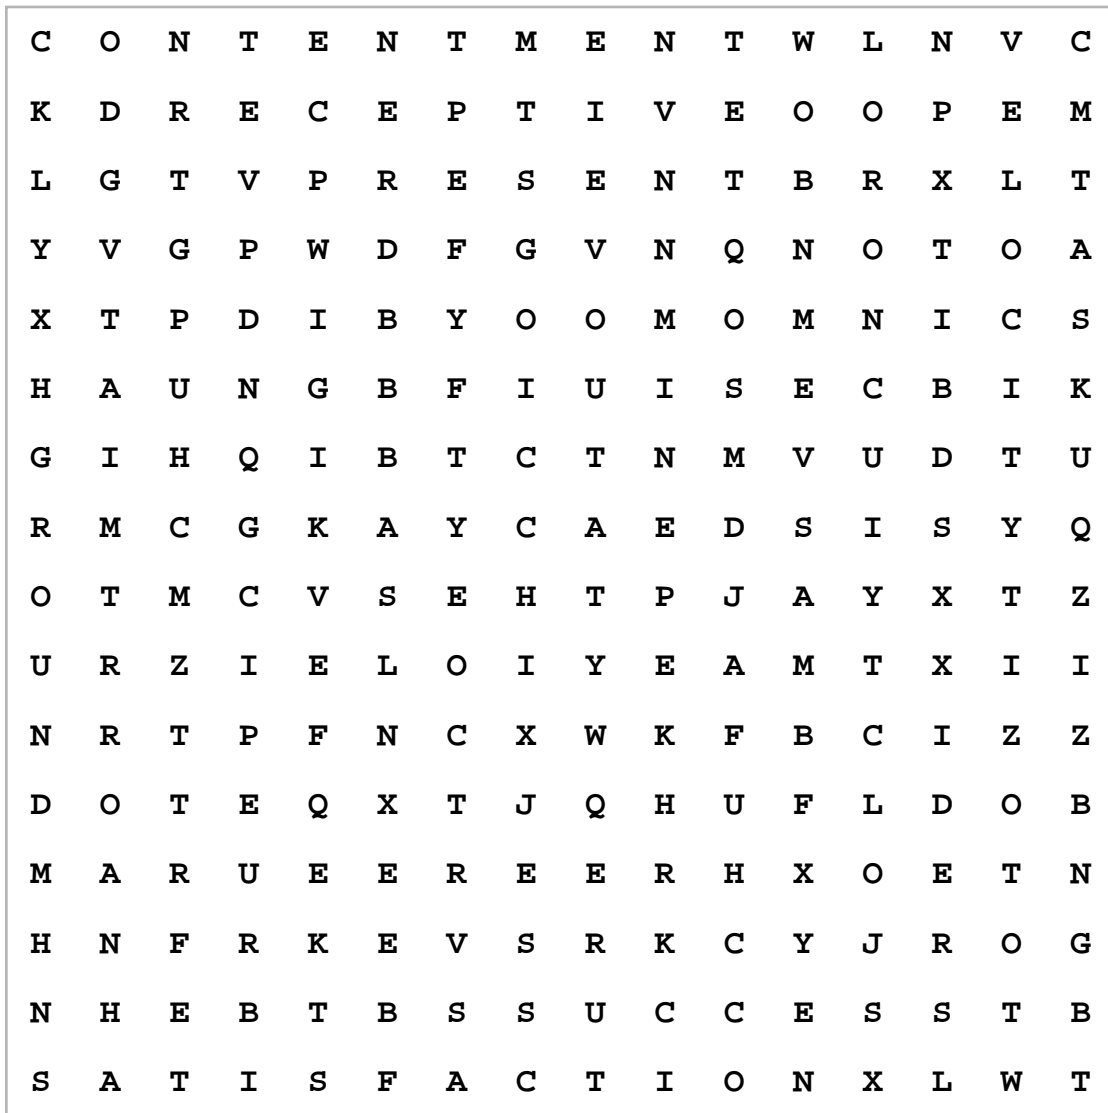 C O N T E N T M E N T W L N V C
K D R E C E P T I V E O O P E M
L G T V P R E S E N T B R X L T
Y V G P W D F G V N Q N O T O A
X T P D I B Y O O M O M N I C S
H A U N G B F I U I S E C B I K
G I H Q I B T C T N M V U D T U
R M C G K A Y C A E D S I S Y Q
O T M C V S E H T P J A Y X T Z
U R Z I E L O I Y E A M T X I I
N R T P F N C X W K F B C I Z Z
D O T E Q X T J Q H U F L D O B
M A R U E E R E E R H X O E T N
H N F R K E V S R K C Y J R O G
N H E B T B S S U C C E S S T B
S A T I S F A C T I O N X L W T